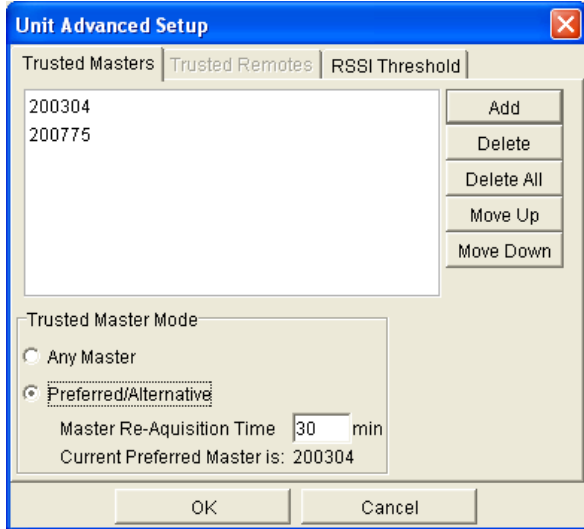 Unit Advanced Setup
Trusted Masters
Trusted Remotes
RSSI Threshold
200304
200775
Add
Delete
Delete All
Move Up
Move Down
Trusted Master Mode
Any Master
Preferred/Alternative
Master Re-Aquisition Time 30 min
Current Preferred Master is: 200304
OK
Cancel